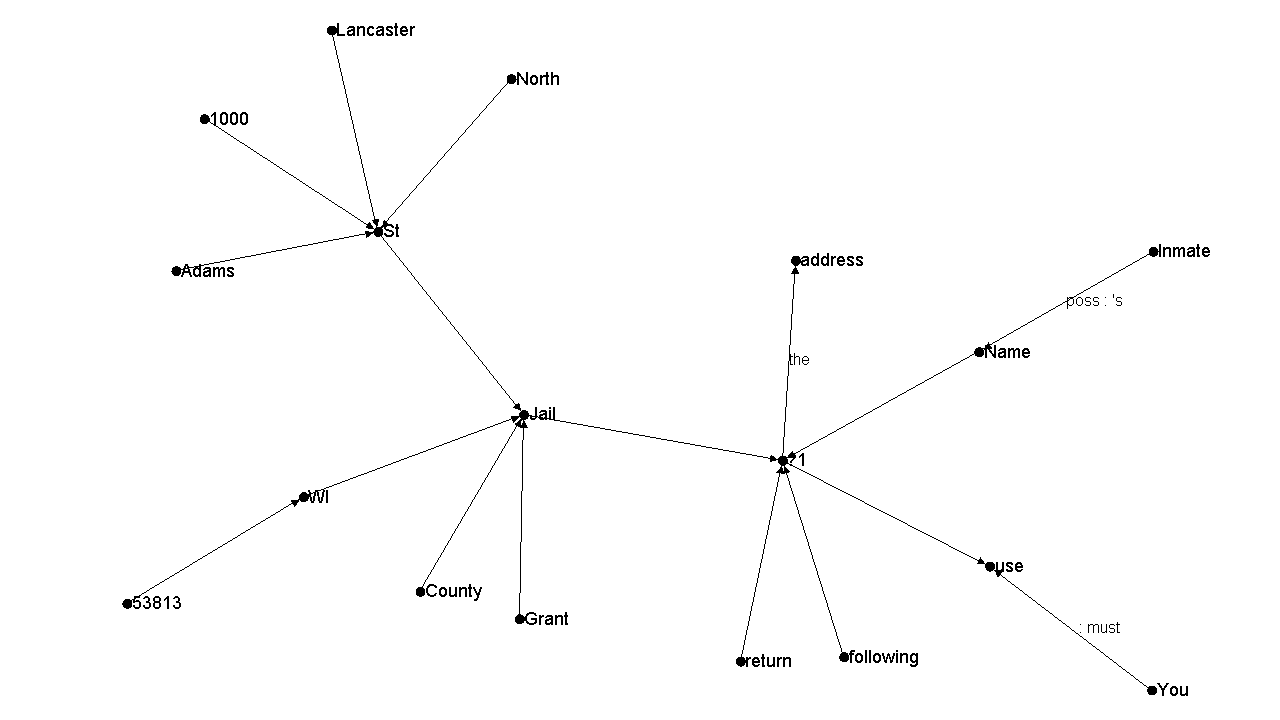 Lancaster
North
1000
St
Adams
address
Inmate
poss : 's
Name
the
Jail
?1
WI
use
53813
County
Grant
: must
return
following
You